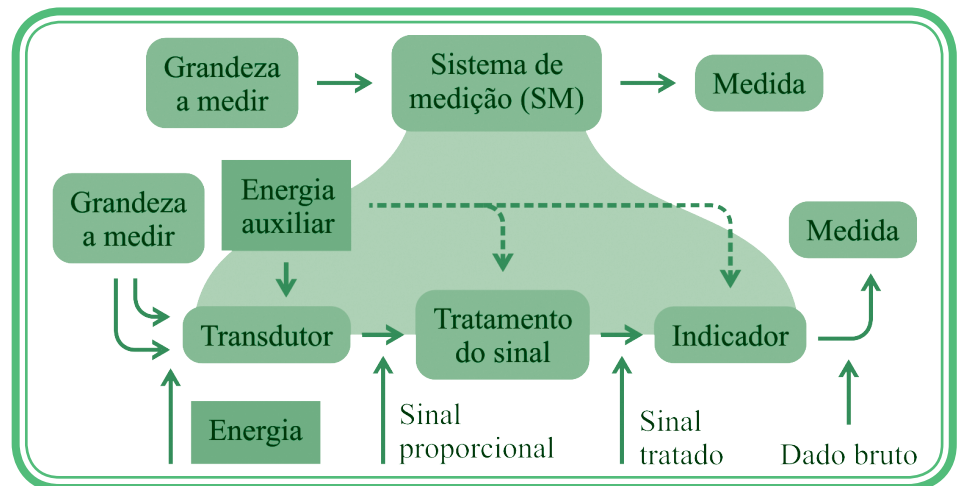 Grandeza
a medir
Sistema de
medição (SM)
Medida
Grandeza
a medir
Energia
auxiliar
Medida
Transdutor
Tratamento
do sinal
Indicador
Energia
Sinal
proporcional
Sinal
tratado
Dado bruto